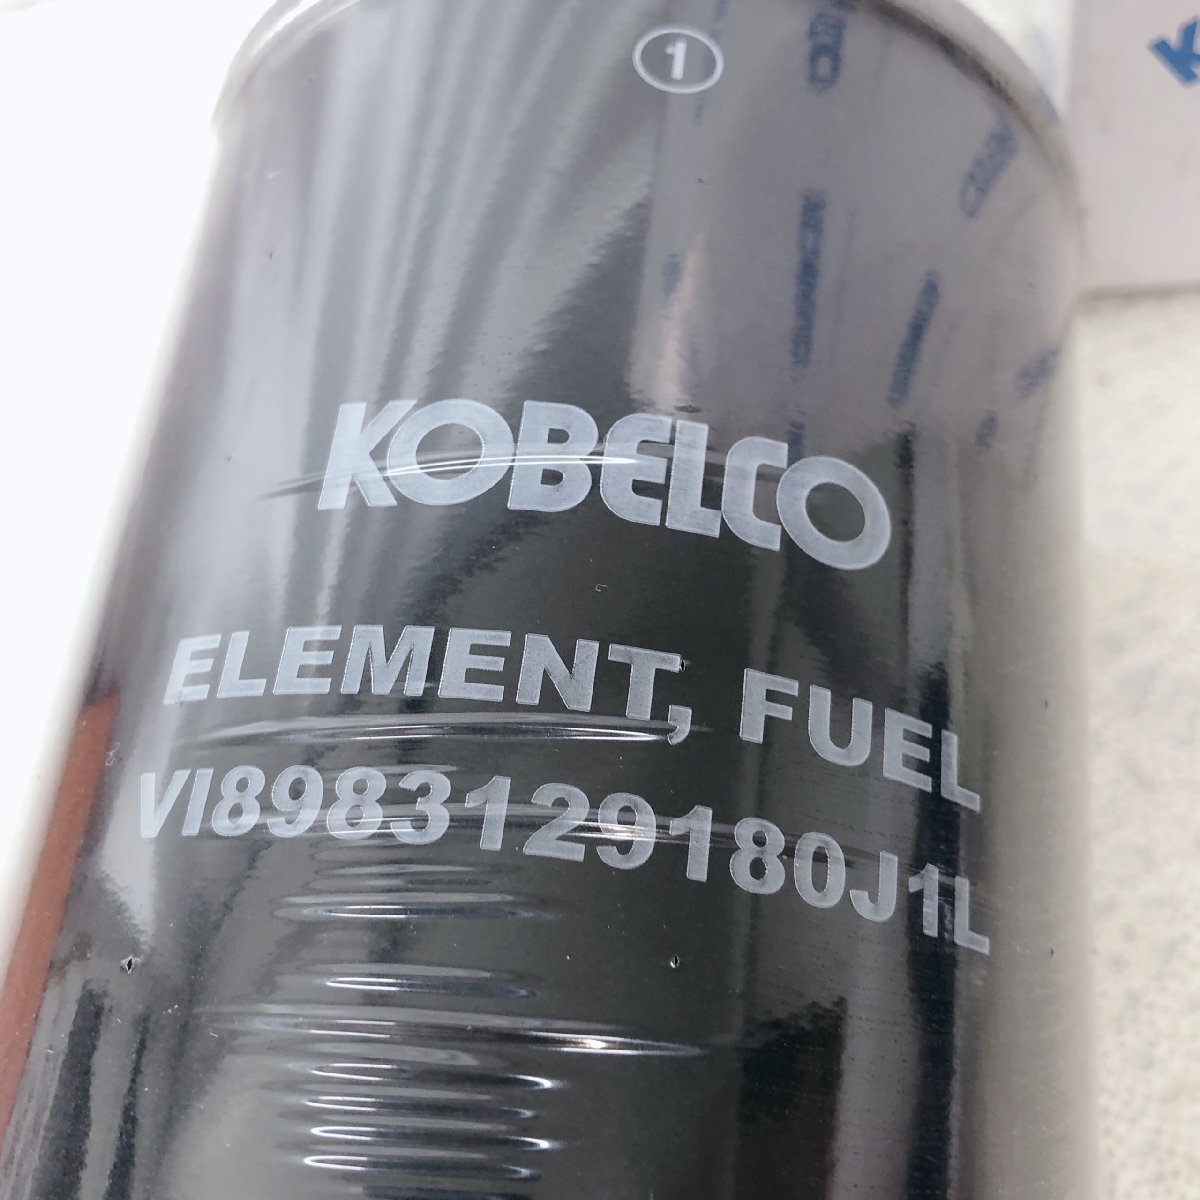 1
KOBELCO
ELEMENT, FUEL
VI8983129180J1L